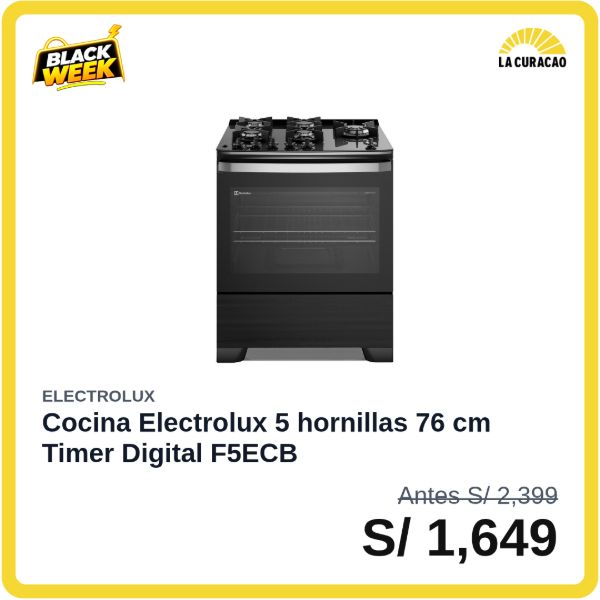 BLACK
WEEK
LA CURACAO
Electrolux
ELECTROLUX
Cocina Electrolux 5 hornillas 76 cm
Timer Digital F5ECB
Antes S/ 2,399
S/ 1,649